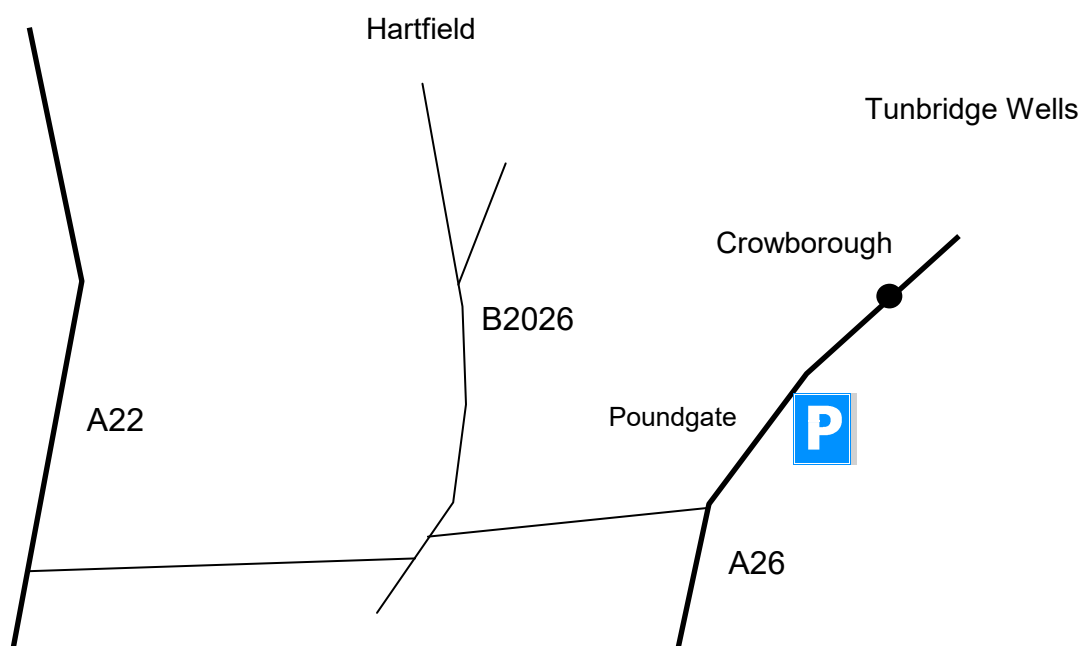 Hartfield
Tunbridge Wells
Crowborough
B2026
A22
Poundgate
P
A26